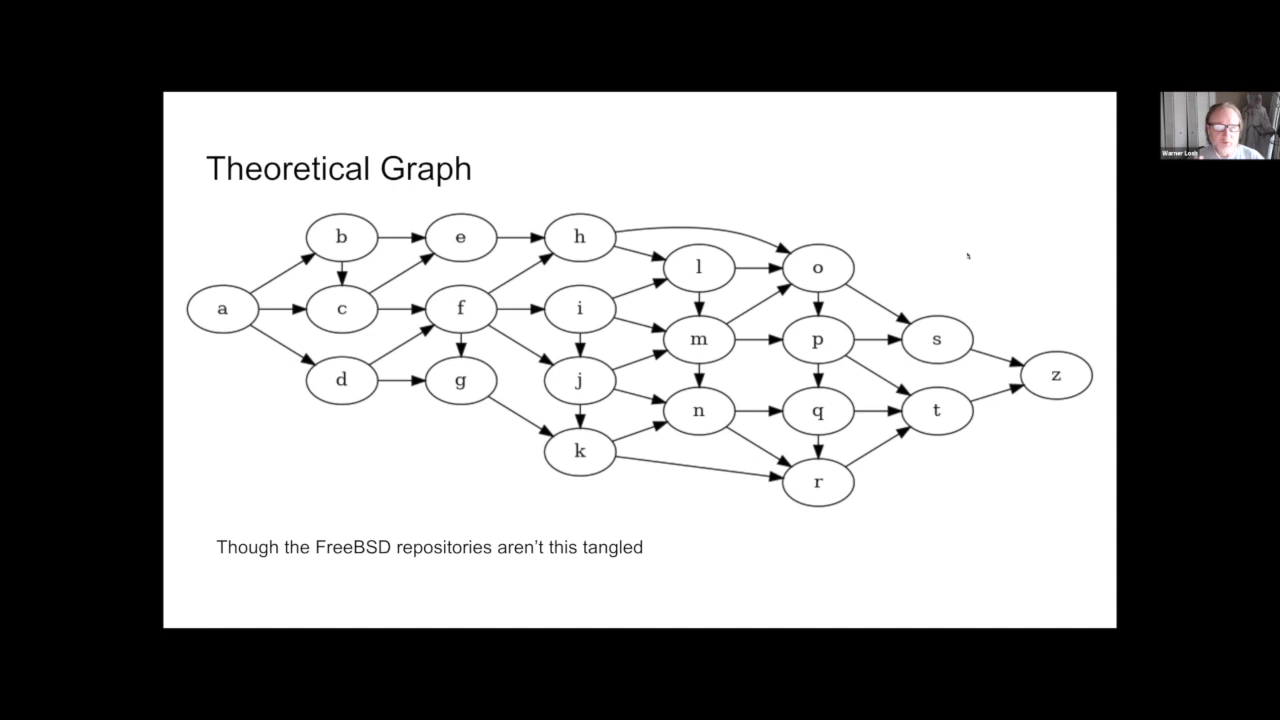 Theoretical Graph
b e h
l o
a c f i
m p s
d g j
z
n q t
k
r
Though the FreeBSD repositories aren't this tangled
Warner Losh